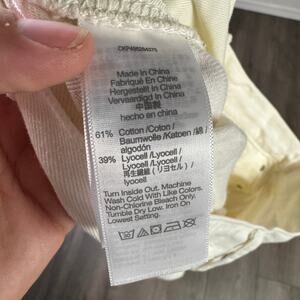 Made in China
Fabriqué En Chine
Hergestellt in China
Vervaardigd in China
中国製
hecho en china
61% Cotton /Coton /
Baumwolle /Katoen /綿 /
algodón
39% Lyocell /Lyocell /
Lyocell /Lyocell /
再生繊維 (リヨセル) /
lyocell
Turn Inside Out. Machine
Wash Cold With Like Colors.
Non-Chlorine Bleach Only.
Tumble Dry Low. Iron On
Lowest Setting.